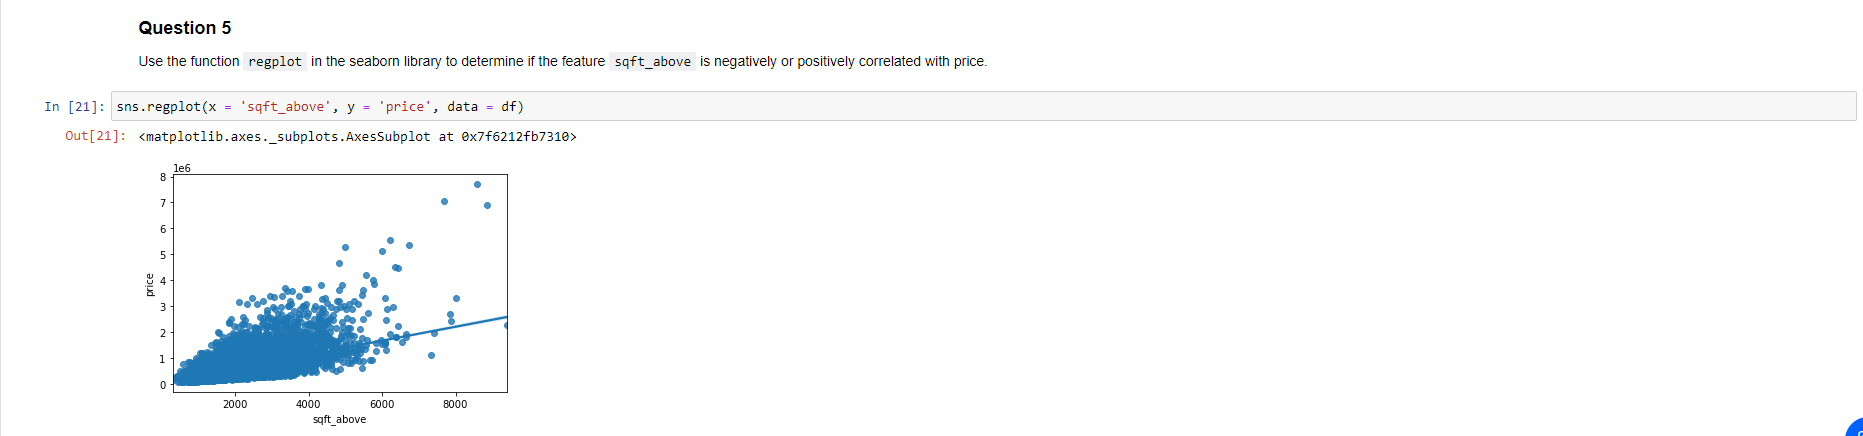 Question 5
Use the function regplot in the seaborn library to determine if the feature sqft_above is negatively or positively correlated with price.
In [21]: sns.regplot(x = 'sqft_above', y = 'price', data = df)
Out[21]: <matplotlib.axes._subplots.AxesSubplot at 0x7f6212fb7310>
1e6
8
7
6
5
4
3
2
1
0
price
2000 4000 6000 8000
sqft_above